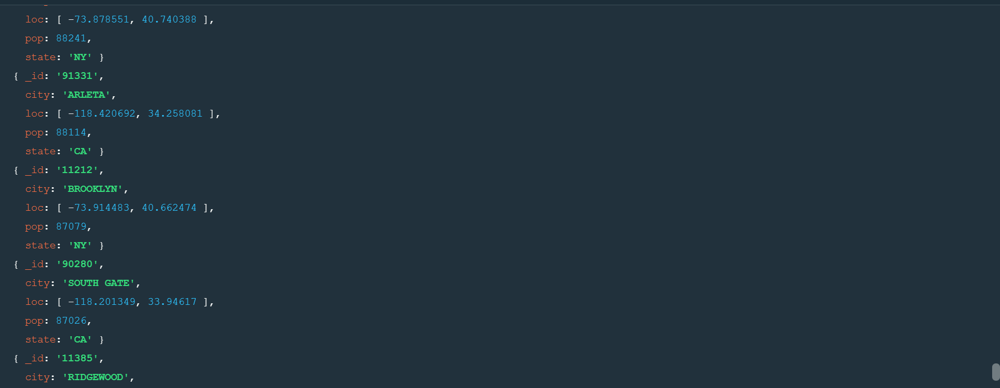 loc: [ -73.878551, 40.740388 ],
pop: 88241,
state: 'NY' }
{ _id: '91331',
city: 'ARLETA',
loc: [ -118.420692, 34.258081 ],
pop: 88114,
state: 'CA' }
{ _id: '11212',
city: 'BROOKLYN',
loc: [ -73.914483, 40.662474 ],
pop: 87079,
state: 'NY' }
{ _id: '90280',
city: 'SOUTH GATE',
loc: [ -118.201349, 33.94617 ],
pop: 87026,
state: 'CA' }
{ _id: '11385',
city: 'RIDGEWOOD',